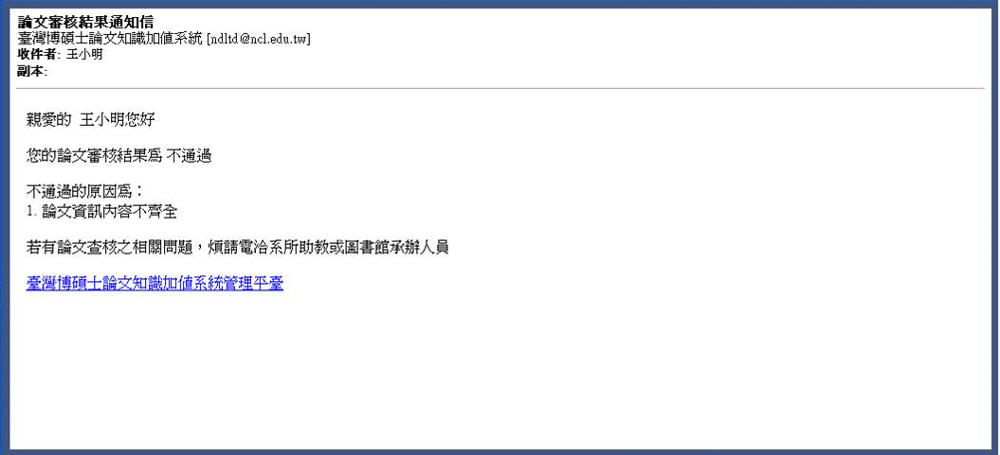 論文審核結果通知信
臺灣博碩士論文知識加值系統 [ndltd@ncl.edu.tw]
收件者: 王小明
副本:
親愛的 王小明您好
您的論文審核結果為 不通過
不通過的原因為：
1. 論文資訊內容不齊全
若有論文查核之相關問題，煩請電洽系所助教或圖書館承辦人員
臺灣博碩士論文知識加值系統管理平臺